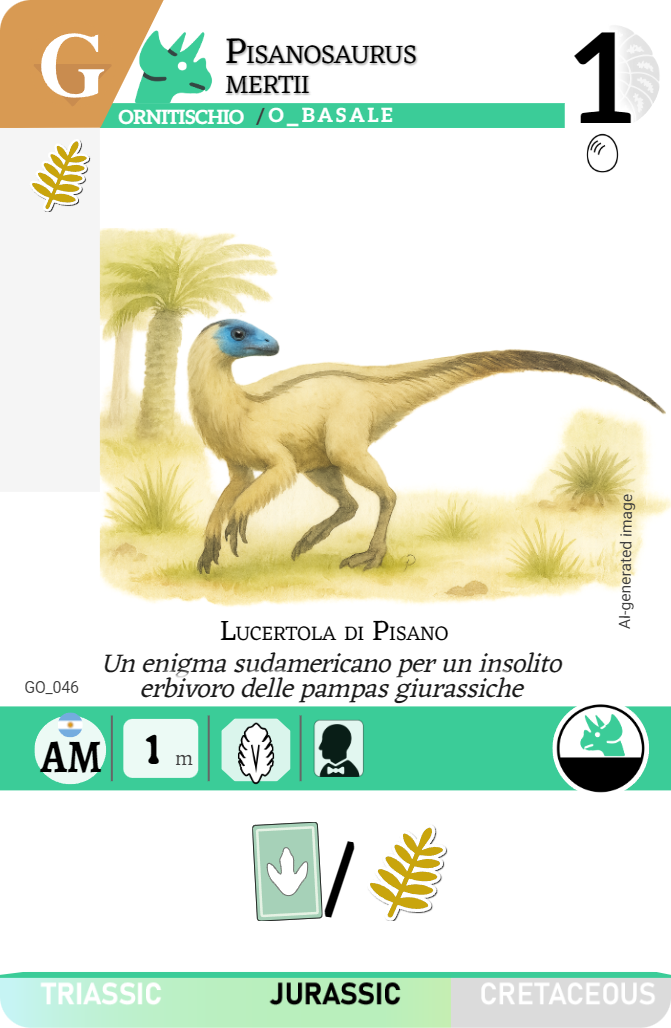 G
PISANOSAURUS
MERTII
1
ORNITISCHIO / O_BASALE
AI-generated image
LUCERTOLA DI PISANO
Un enigma sudamericano per un insolito
GO_046
erbivoro delle pampas giurassiche
AM
1 m
V
/
TRIASSIC
JURASSIC
CRETACEOUS